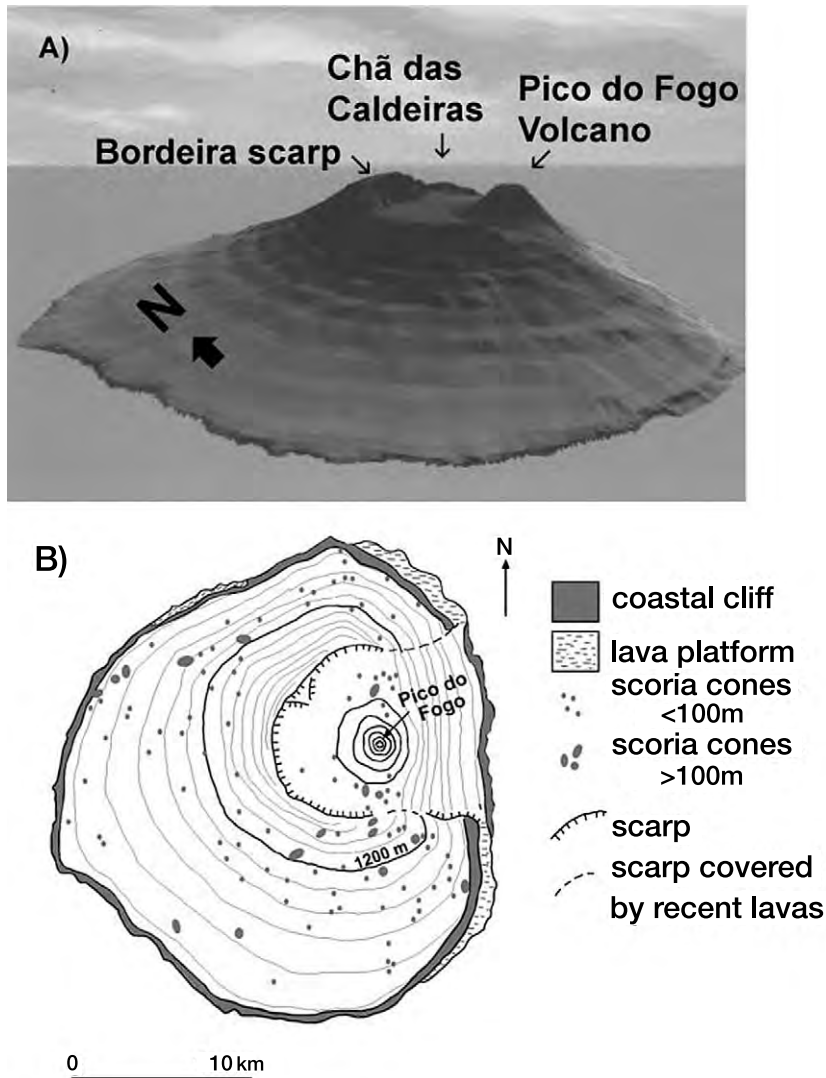 A)
Chã das
Caldeiras
Pico do Fogo
Volcano
Bordeira scarp
N
B)
N
coastal cliff
lava platform
scoria cones
<100m
scoria cones
>100m
scarp
scarp covered
by recent lavas
Pico do
Fogo
1200 m
0 10 km